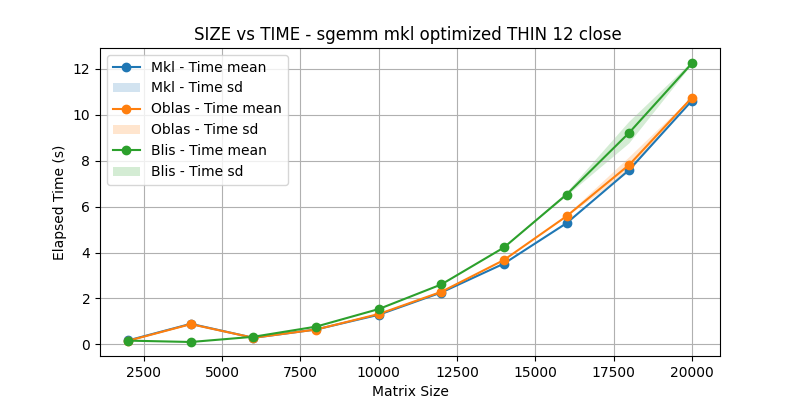 SIZE vs TIME - sgemm mkl optimized THIN 12 close
Mkl - Time mean
Mkl - Time sd
Oblas - Time mean
Oblas - Time sd
Blis - Time mean
Blis - Time sd
Elapsed Time (s)
12
10
8
6
4
2
0
2500 5000 7500 10000 12500 15000 17500 20000
Matrix Size